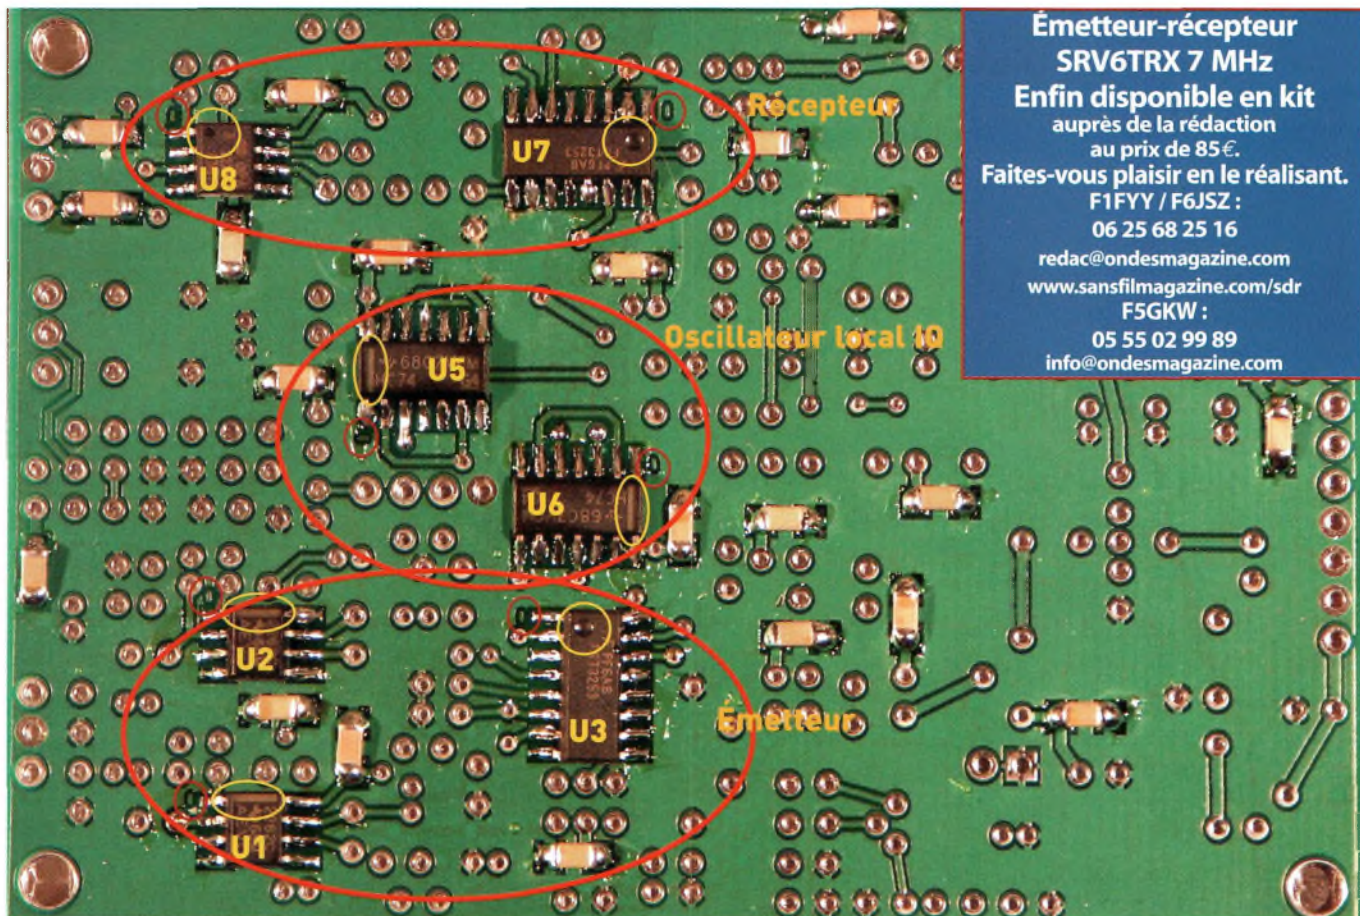 Émetteur-récepteur
SRV6TRX 7 MHz
Enfin disponible en kit
auprès de la rédaction
au prix de 85€.
Faites-vous plaisir en le réalisant.
F1FYY / F6JSZ :
06 25 68 25 16
redac@ondesmagazine.com
www.sansfilmagazine.com/sdr
F5GKW :
05 55 02 99 89
info@ondesmagazine.com
Récepteur
U7
U8
Oscillateur local IQ
U5
U6
U2
U3
Émetteur
U1